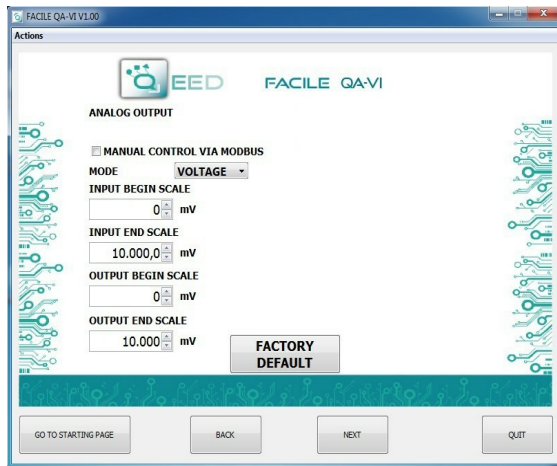 FACILE QA-VI V1.00
Actions
QEED FACILE QA-VI
ANALOG OUTPUT
MANUAL CONTROL VIA MODBUS
MODE VOLTAGE
INPUT BEGIN SCALE
0 mV
INPUT END SCALE
10.000,0 mV
OUTPUT BEGIN SCALE
0 mV
OUTPUT END SCALE
10.000 mV
FACTORY
DEFAULT
GO TO STARTING PAGE BACK NEXT QUIT